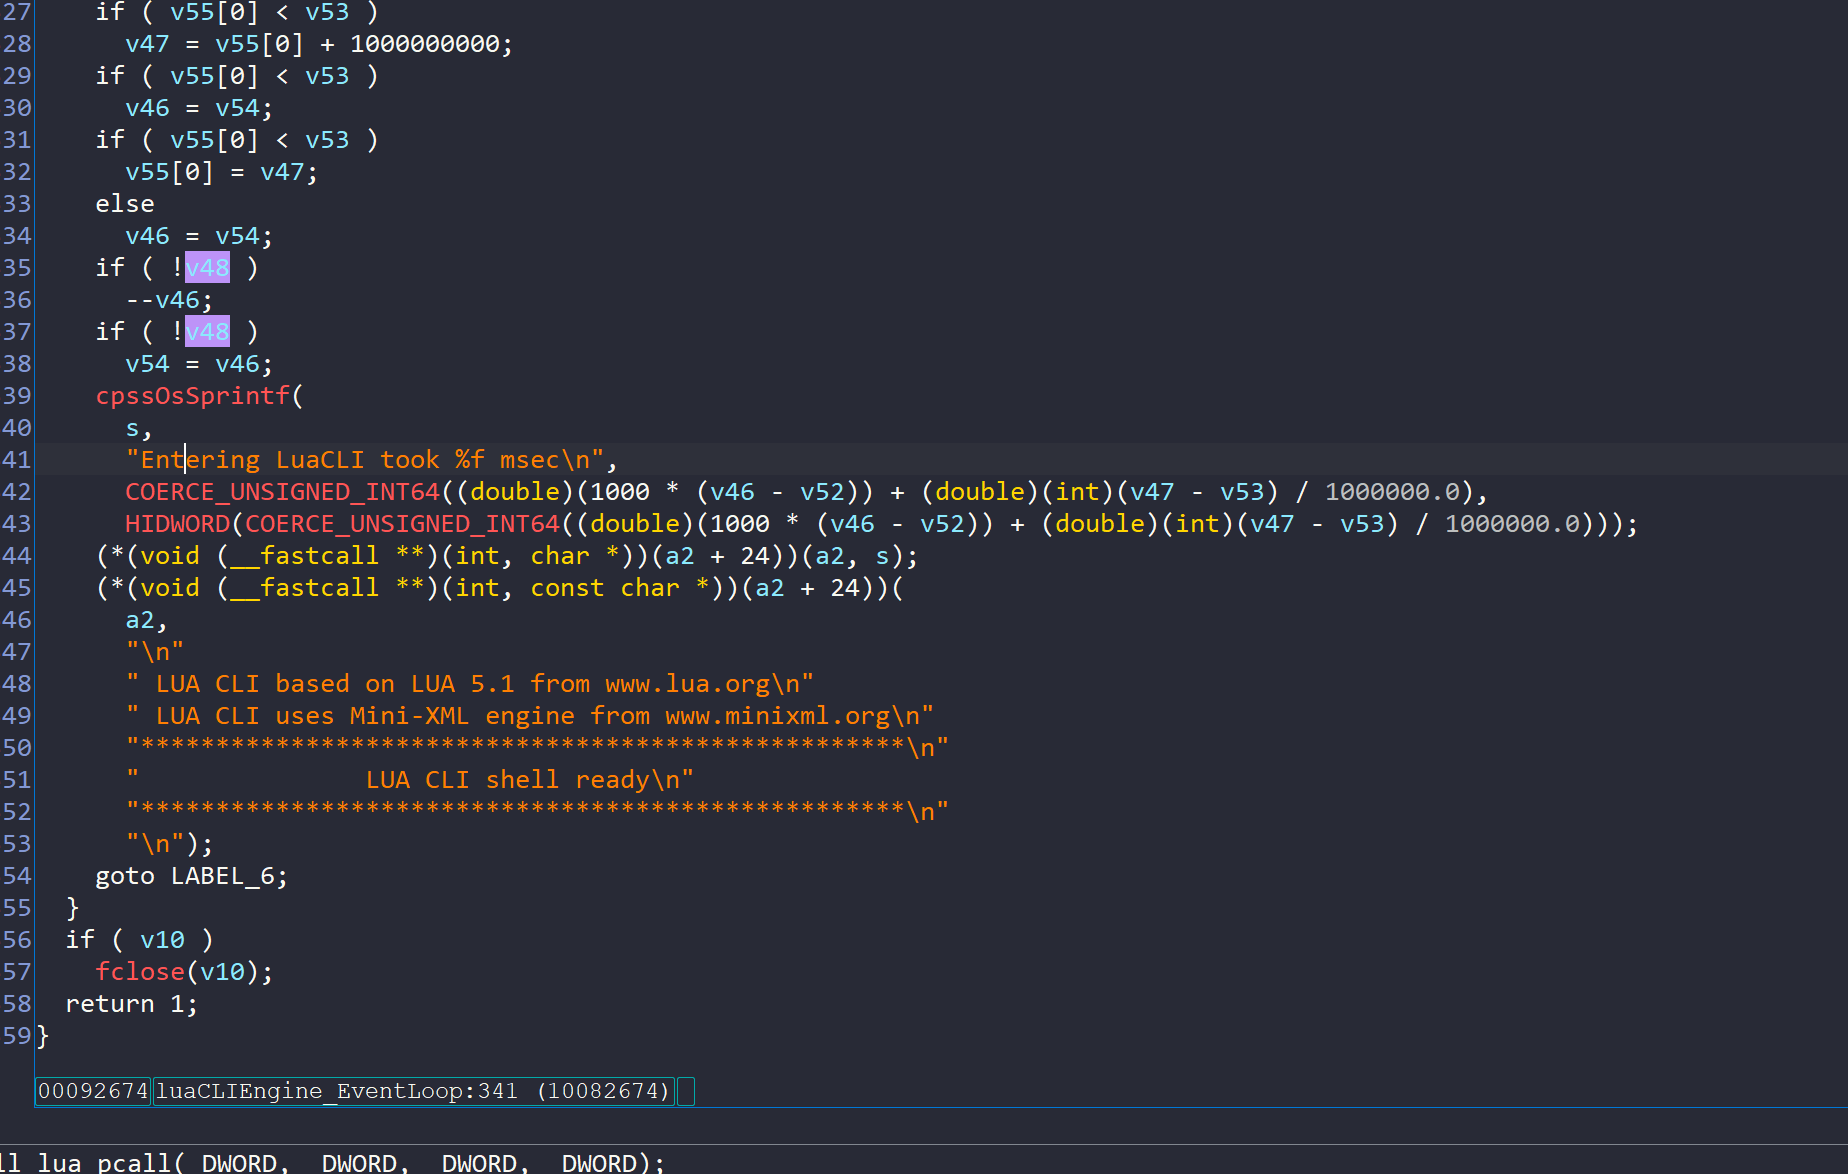 27 if ( v55[0] < v53 )
28 v47 = v55[0] + 1000000000;
29 if ( v55[0] < v53 )
30 v46 = v54;
31 if ( v55[0] < v53 )
32 v55[0] = v47;
33 else
34 v46 = v54;
35 if ( !v48 )
36 --v46;
37 if ( !v48 )
38 v54 = v46;
39 cpssOsSprintf(
40 s,
41 "Entering LuaCLI took %f msec\n",
42 COERCE_UNSIGNED_INT64((double)(1000 * (v46 - v52)) + (double)(int)(v47 - v53) / 1000000.0),
43 HIDWORD(COERCE_UNSIGNED_INT64((double)(1000 * (v46 - v52)) + (double)(int)(v47 - v53) / 1000000.0)));
44 (*(void (__fastcall **)(int, char *))(a2 + 24))(a2, s);
45 (*(void (__fastcall **)(int, const char *))(a2 + 24))(
46 a2,
47 "\n"
48 " LUA CLI based on LUA 5.1 from www.lua.org\n"
49 " LUA CLI uses Mini-XML engine from www.minixml.org\n"
50 "***************************************************\n"
51 "               LUA CLI shell ready\n"
52 "***************************************************\n"
53 "\n");
54 goto LABEL_6;
55 }
56 if ( v10 )
57 fclose(v10);
58 return 1;
59 }
00092674 luaCLIEngine_EventLoop:341 (10082674)
ll lua_pcall(_DWORD, _DWORD, _DWORD, _DWORD);